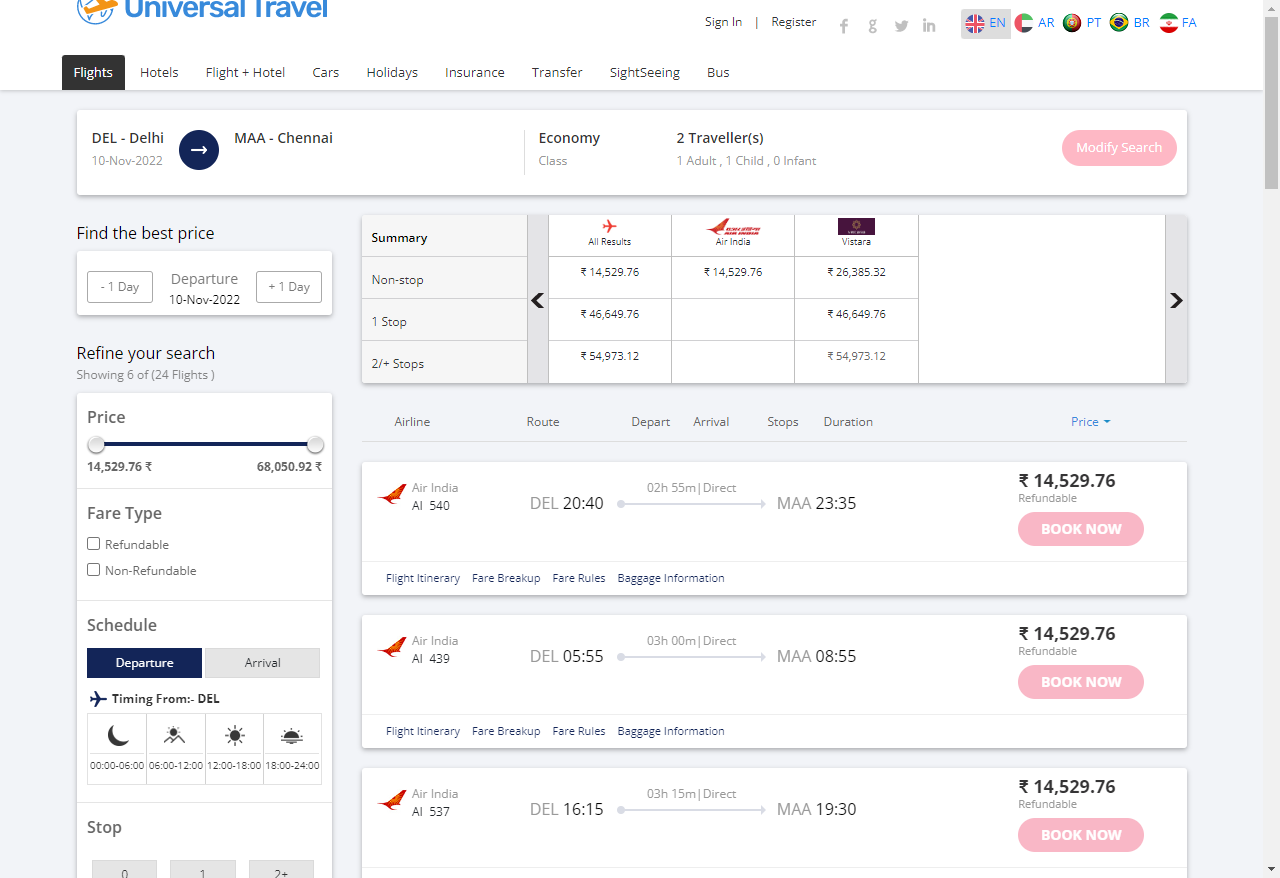 Universal Travel
Sign In | Register
EN AR PT BR FA
Flights Hotels Flight + Hotel Cars Holidays Insurance Transfer SightSeeing Bus
DEL - Delhi
10-Nov-2022
MAA - Chennai
Economy
Class
2 Traveller(s)
1 Adult , 1 Child , 0 Infant
Modify Search
Find the best price
- 1 Day
Departure
10-Nov-2022
+ 1 Day
Refine your search
Showing 6 of (24 Flights )
Price
14,529.76 ₹ 68,050.92 ₹
Fare Type
Refundable
Non-Refundable
Schedule
Departure Arrival
Timing From:- DEL
00:00-06:00 06:00-12:00 12:00-18:00 18:00-24:00
Stop
0 1 2+
Summary All Results Air India Vistara
Non-stop ₹ 14,529.76 ₹ 14,529.76 ₹ 26,385.32
1 Stop ₹ 46,649.76 ₹ 46,649.76
2/+ Stops ₹ 54,973.12 ₹ 54,973.12
Airline Route Depart Arrival Stops Duration Price
Air India
AI 540
DEL 20:40
02h 55m|Direct
MAA 23:35
₹ 14,529.76
Refundable
BOOK NOW
Flight Itinerary Fare Breakup Fare Rules Baggage Information
Air India
AI 439
DEL 05:55
03h 00m|Direct
MAA 08:55
₹ 14,529.76
Refundable
BOOK NOW
Flight Itinerary Fare Breakup Fare Rules Baggage Information
Air India
AI 537
DEL 16:15
03h 15m|Direct
MAA 19:30
₹ 14,529.76
Refundable
BOOK NOW